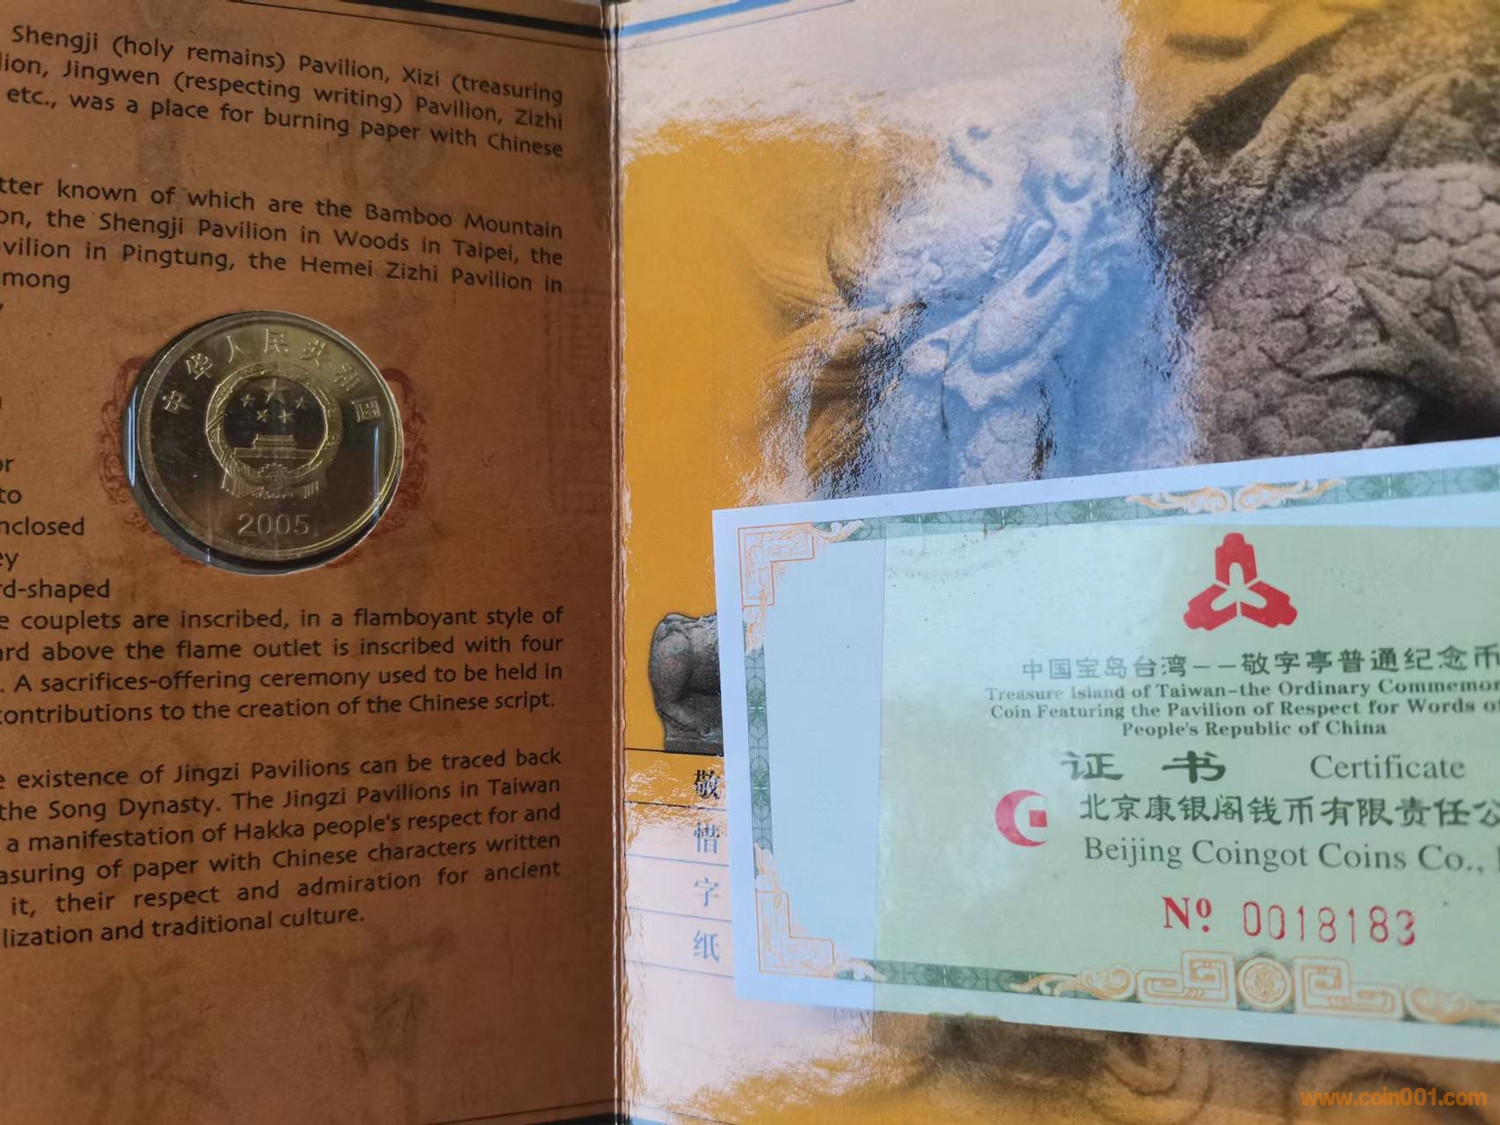 Shengji (holy remains) Pavilion, Xizi (treasuring
lion, Jingwen (respecting writing) Pavilion, Zizhi
etc., was a place for burning paper with Chinese
tter known of which are the Bamboo Mountain
on, the Shengji Pavilion in Woods in Taipei, the
vilion in Pingtung, the Hemei Zizhi Pavilion in
mong
or
to
nclosed
ey
rd-shaped
e couplets are inscribed, in a flamboyant style of
ard above the flame outlet is inscribed with four
. A sacrifices-offering ceremony used to be held in
contributions to the creation of the Chinese script.
e existence of Jingzi Pavilions can be traced back
the Song Dynasty. The Jingzi Pavilions in Taiwan
a manifestation of Hakka people's respect for and
asuring of paper with Chinese characters written
it, their respect and admiration for ancient
lization and traditional culture.
中华人民共和国
2005
敬
惜
字
纸
中国宝岛台湾——敬字亭普通纪念币
Treasure Island of Taiwan-the Ordinary Commemor
Coin Featuring the Pavilion of Respect for Words of
People's Republic of China
证书 Certificate
北京康银阁钱币有限责任公
Beijing Coingot Coins Co.,
Nº 0018183
www.coin001.com